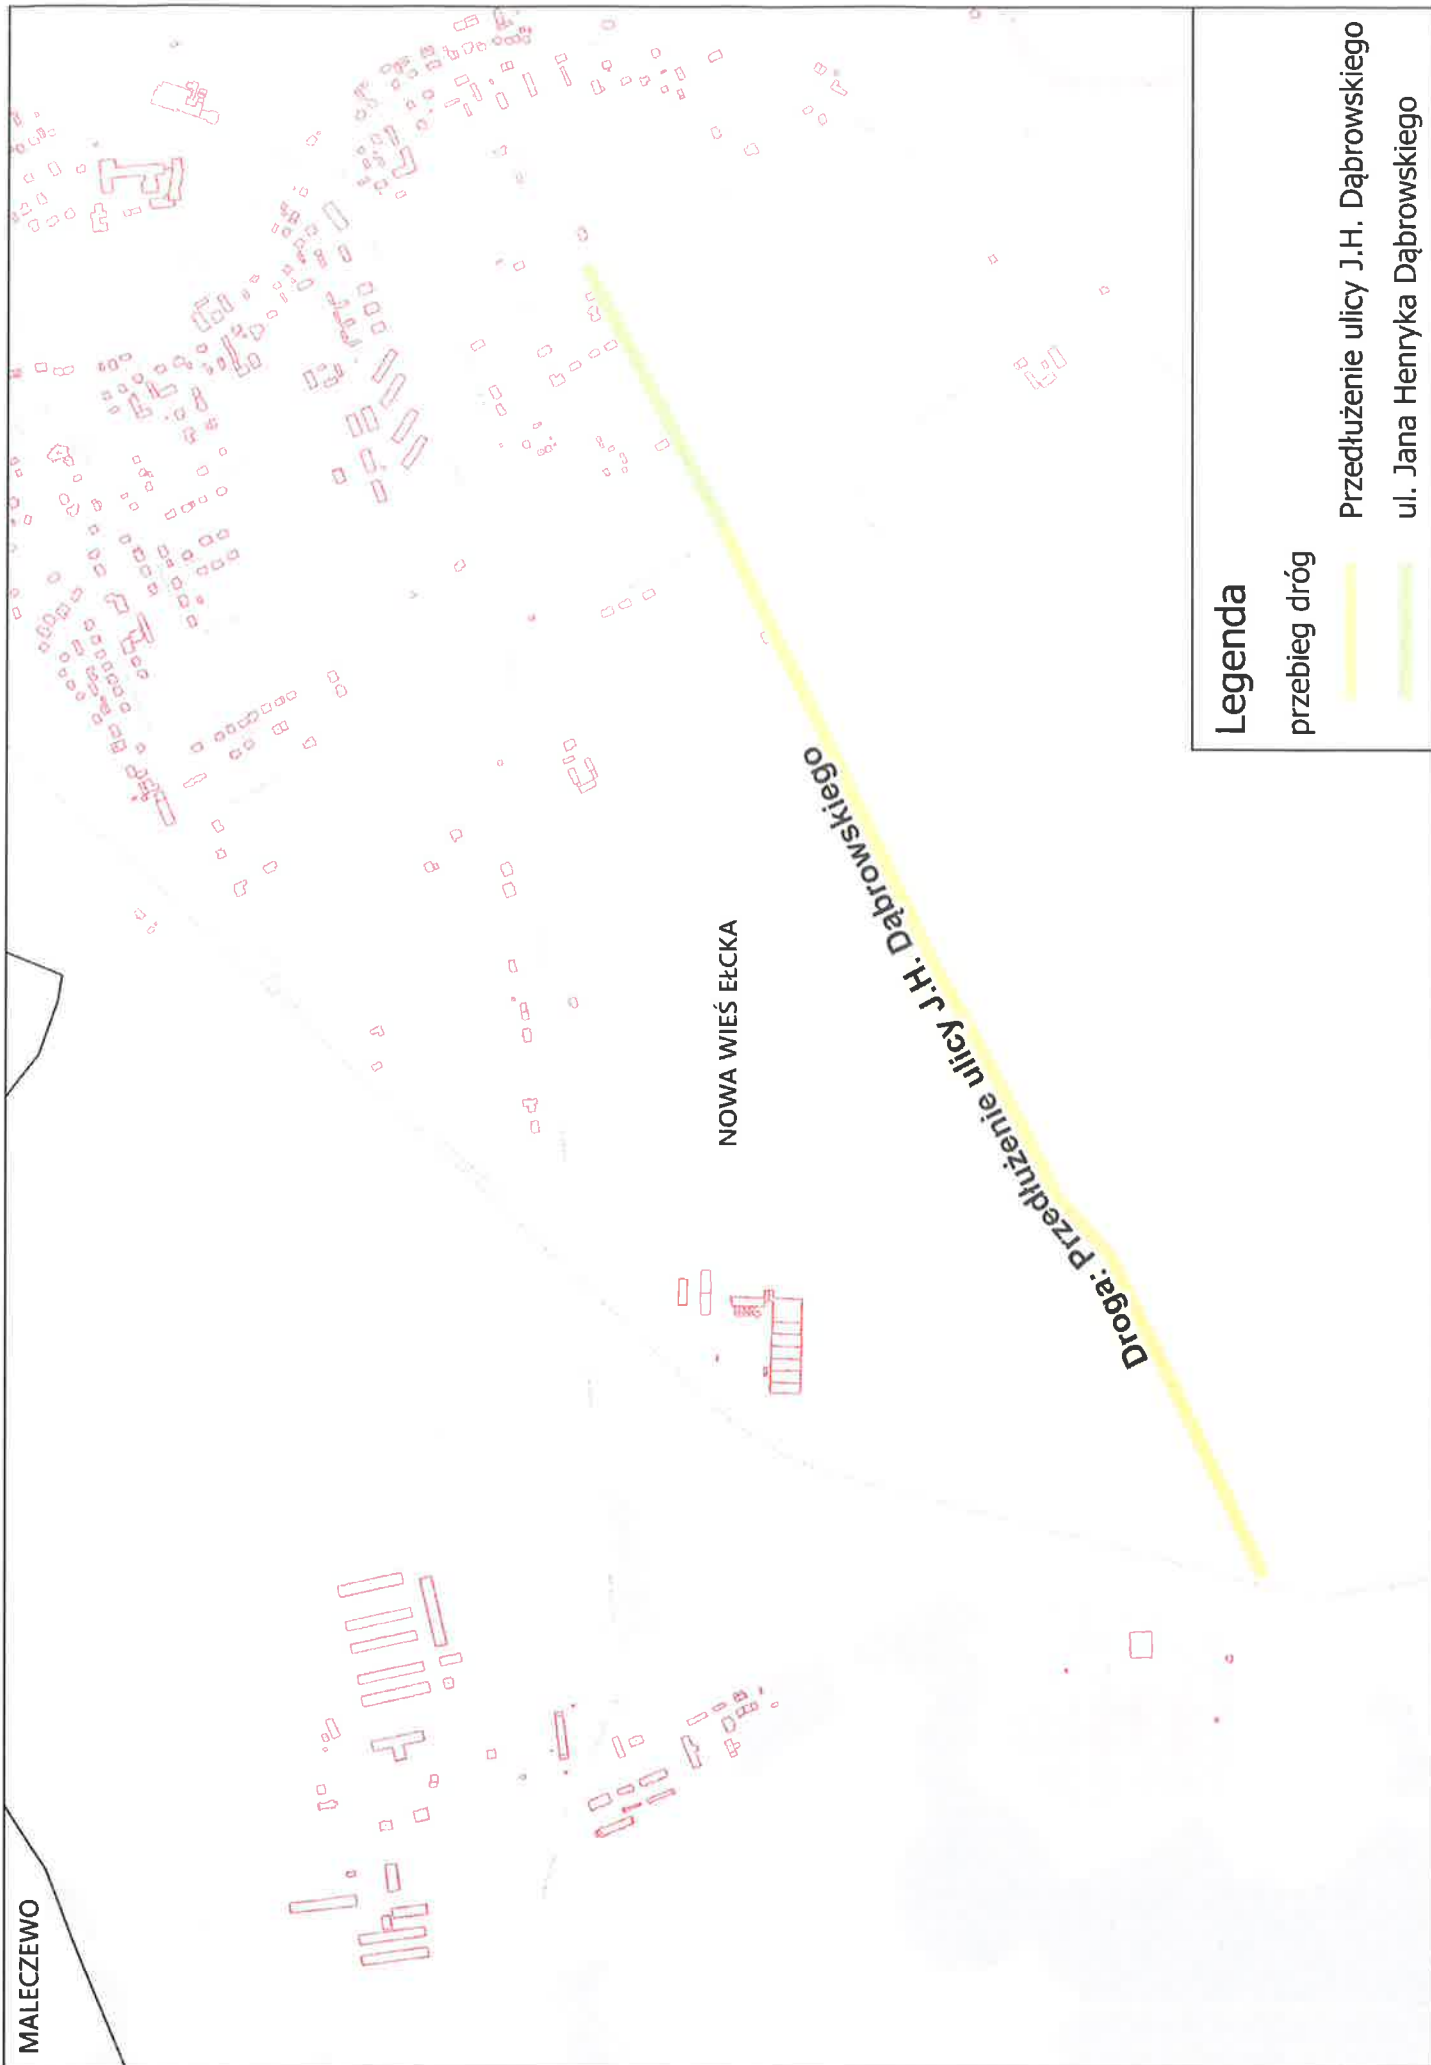 MALECZEWO
NOWA WIEŚ EŁCKA
Droga: Przedłużenie ulicy J.H. Dąbrowskiego
Legenda
przebieg dróg
Przedłużenie ulicy J.H. Dąbrowskiego
ul. Jana Henryka Dąbrowskiego